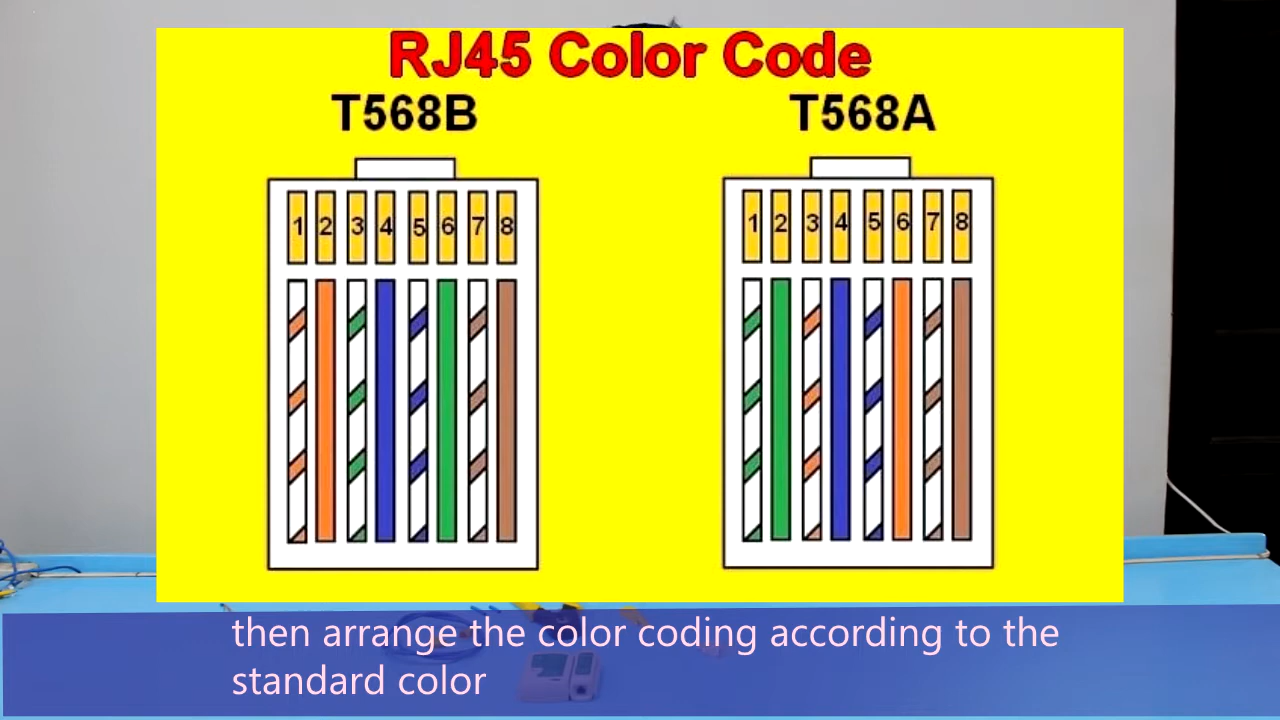 RJ45 Color Code
T568B
T568A
1 2 3 4 5 6 7 8
1 2 3 4 5 6 7 8
then arrange the color coding according to the
standard color